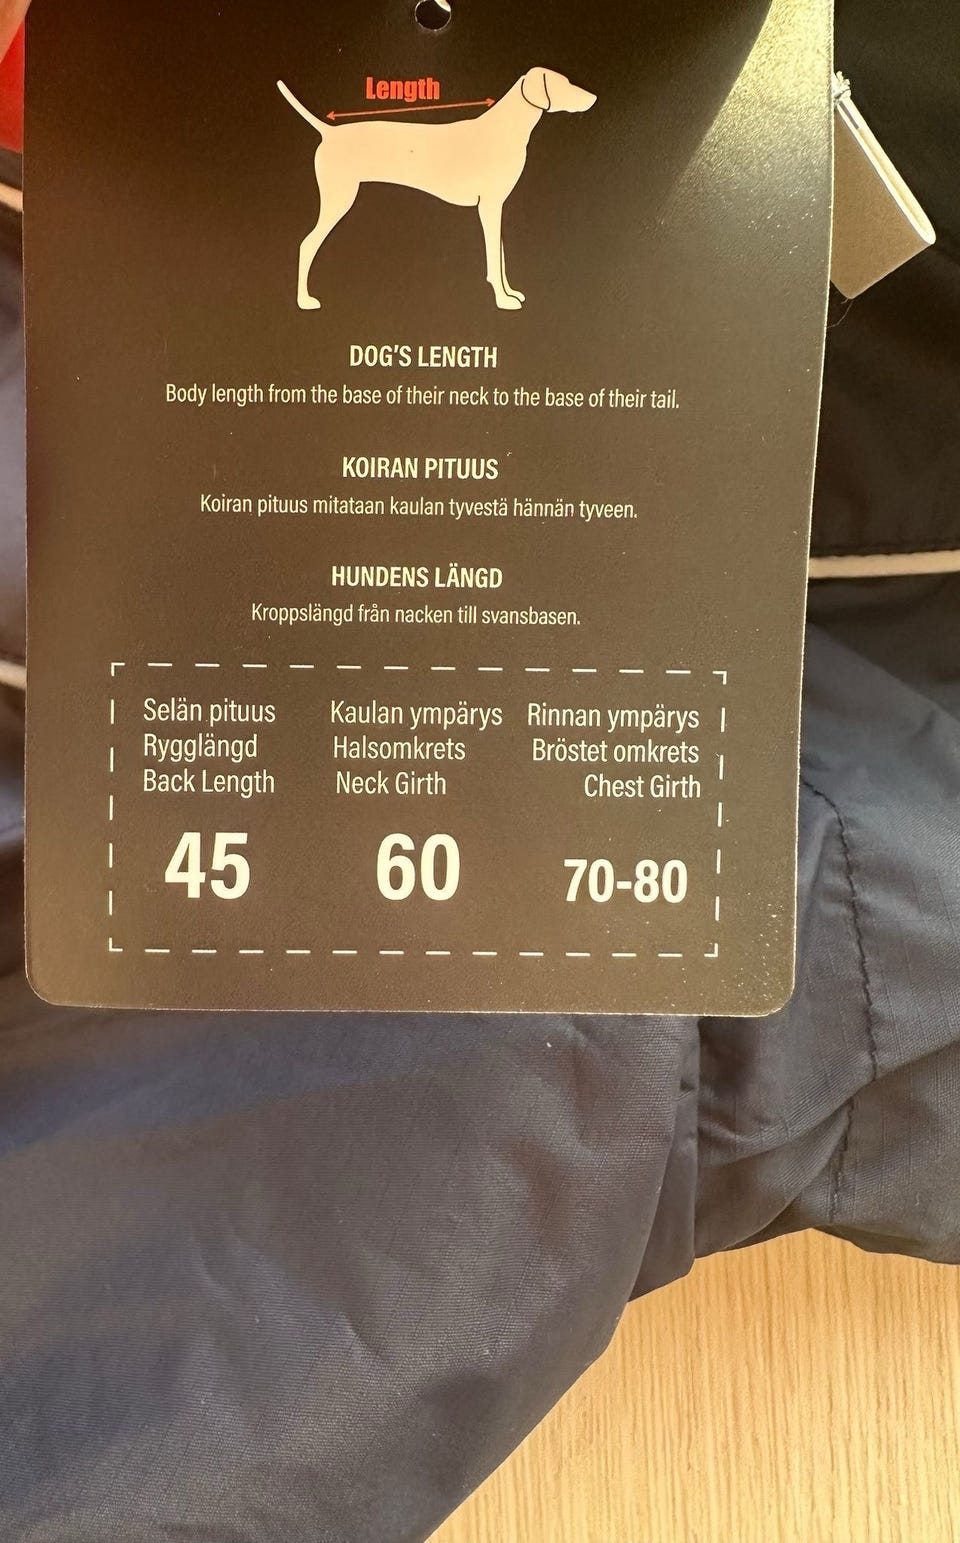 Length
DOG'S LENGTH
Body length from the base of their neck to the base of their tail.
KOIRAN PITUUS
Koiran pituus mitataan kaulan tyvestä hännän tyveen.
HUNDENS LÄNGD
Kroppslängd från nacken till svansbasen.
Selän pituus
Rygglängd
Back Length
45
Kaulan ympärys
Halsomkrets
Neck Girth
60
Rinnan ympärys
Bröstet omkrets
Chest Girth
70-80